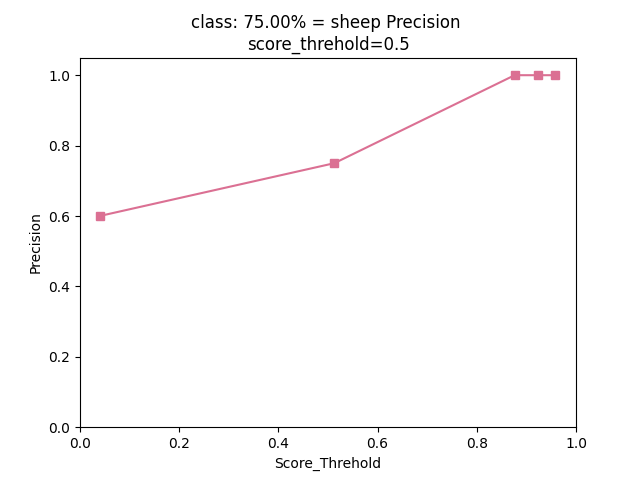 class: 75.00% = sheep Precision
score_threhold=0.5
Precision
1.0
0.8
0.6
0.4
0.2
0.0
0.0 0.2 0.4 0.6 0.8 1.0
Score_Threhold